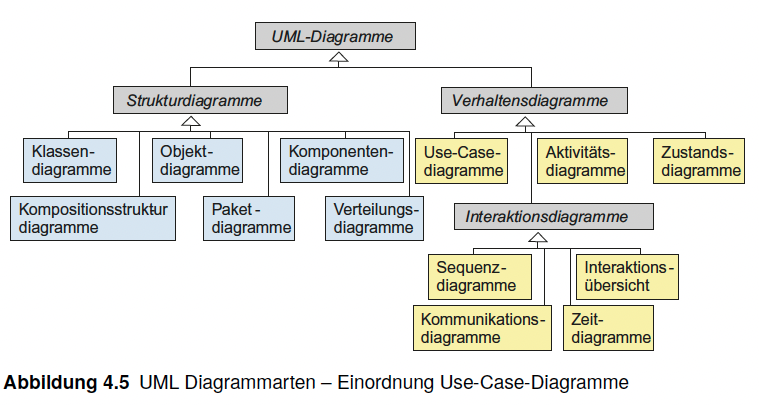 UML-Diagramme
Strukturdiagramme
Verhaltensdiagramme
Klassen-
diagramme
Objekt-
diagramme
Komponenten-
diagramme
Use-Case-
diagramme
Aktivitäts-
diagramme
Zustands-
diagramme
Kompositionsstruktur-
diagramme
Paket-
diagramme
Verteilungs-
diagramme
Interaktionsdiagramme
Sequenz-
diagramme
Interaktions-
übersicht
Kommunikations-
diagramme
Zeit-
diagramme
Abbildung 4.5 UML Diagrammarten – Einordnung Use-Case-Diagramme